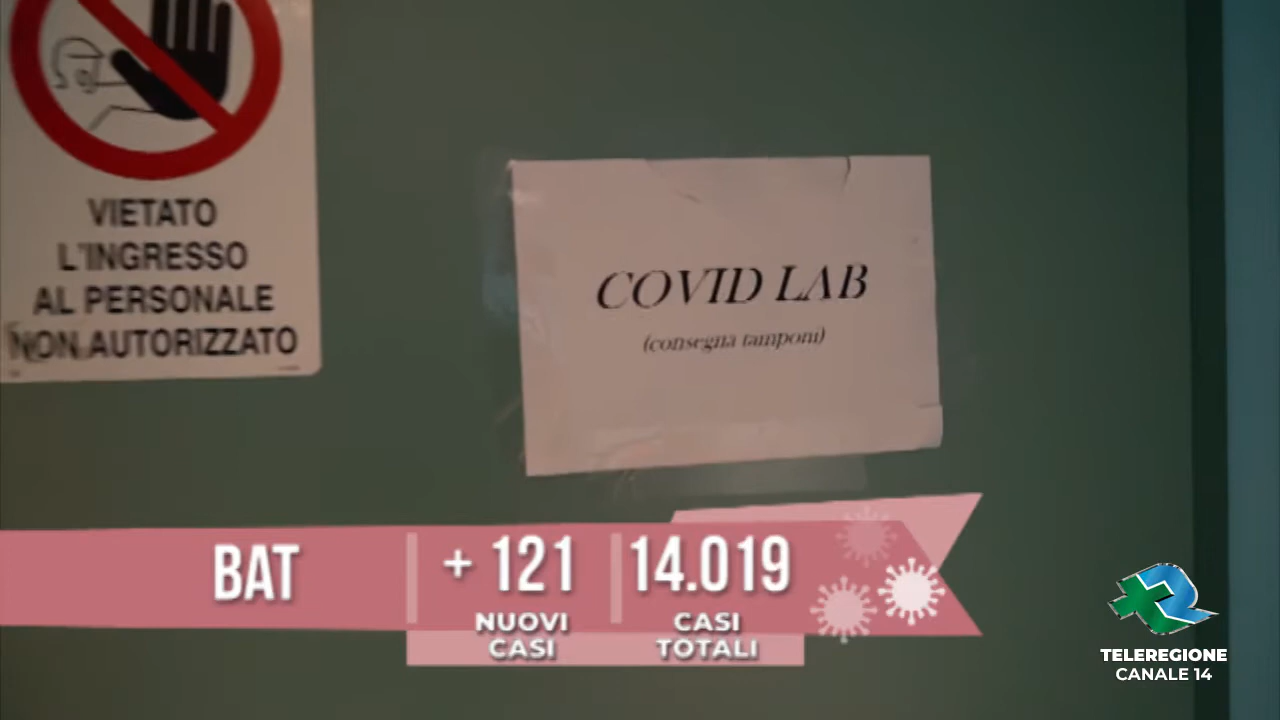 VIETATO
L'INGRESSO
AL PERSONALE
NON AUTORIZZATO
COVID LAB
(consegna tamponi)
BAT
+ 121
NUOVI
CASI
14.019
CASI
TOTALI
TELEREGIONE
CANALE 14